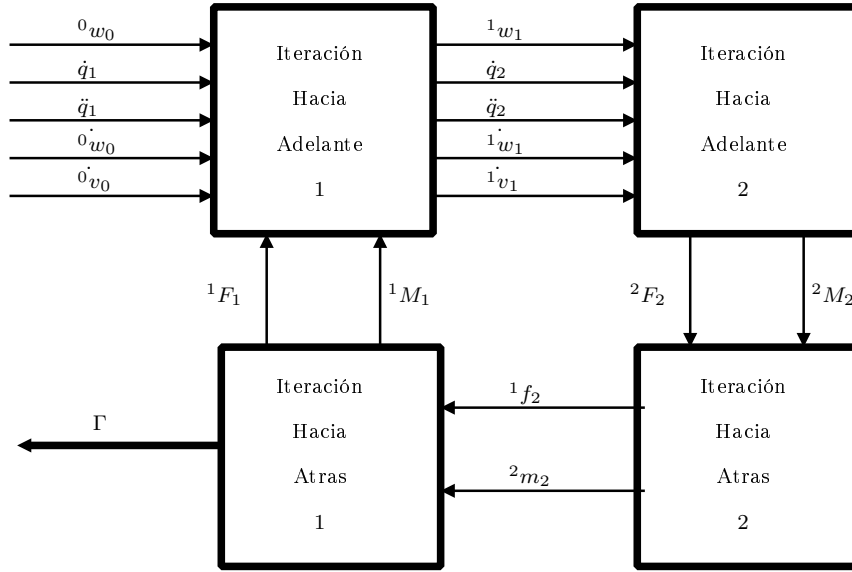 ⁰w₀
q̇₁
q̈₁
⁰ẇ₀
⁰v̇₀
Iteración
Hacia
Adelante
1
¹w₁
q̇₂
q̈₂
¹ẇ₁
¹v̇₁
Iteración
Hacia
Adelante
2
¹F₁
¹M₁
²F₂
²M₂
Γ
Iteración
Hacia
Atras
1
¹f₂
²m₂
Iteración
Hacia
Atras
2